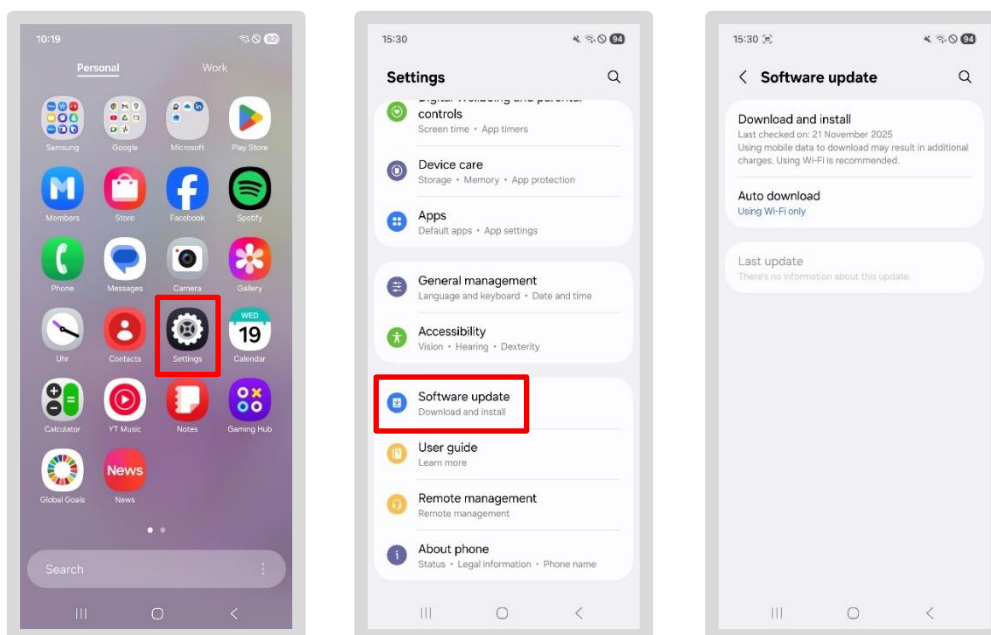 10:19
82
Personal Work
Samsung Google Microsoft Play Store
Members Store Facebook Spotify
Phone Messages Camera Gallery
WED
19
Uhr Contacts Settings Calendar
Calculator YT Music Notes Gaming Hub
News
Global Goals News
Search
15:30
94
Settings
Digital Wellbeing and parental
controls
Screen time • App timers
Device care
Storage • Memory • App protection
Apps
Default apps • App settings
General management
Language and keyboard • Date and time
Accessibility
Vision • Hearing • Dexterity
Software update
Download and install
User guide
Learn more
Remote management
Remote management
About phone
Status • Legal information • Phone name
15:30
94
Software update
Download and install
Last checked on: 21 November 2025
Using mobile data to download may result in additional
charges. Using Wi-Fi is recommended.
Auto download
Using Wi-Fi only
Last update
There's no information about this update.